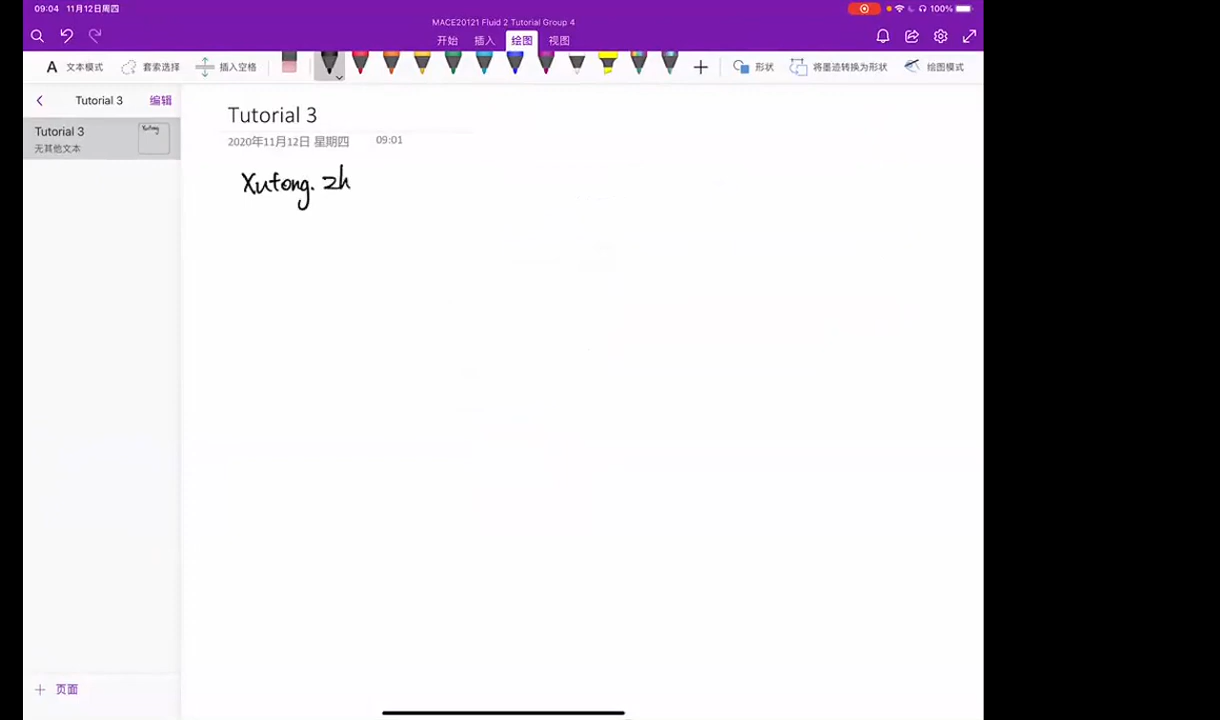 09:04 11月12日周四
100%
MACE20121 Fluid 2 Tutorial Group 4
开始 插入 绘图 视图
A 文本模式 套索选择 插入空格 形状 将墨迹转换为形状 绘图模式
Tutorial 3 编辑
Tutorial 3
无其他文本
Xutong
Tutorial 3
2020年11月12日 星期四 09:01
Xutong. zh
页面